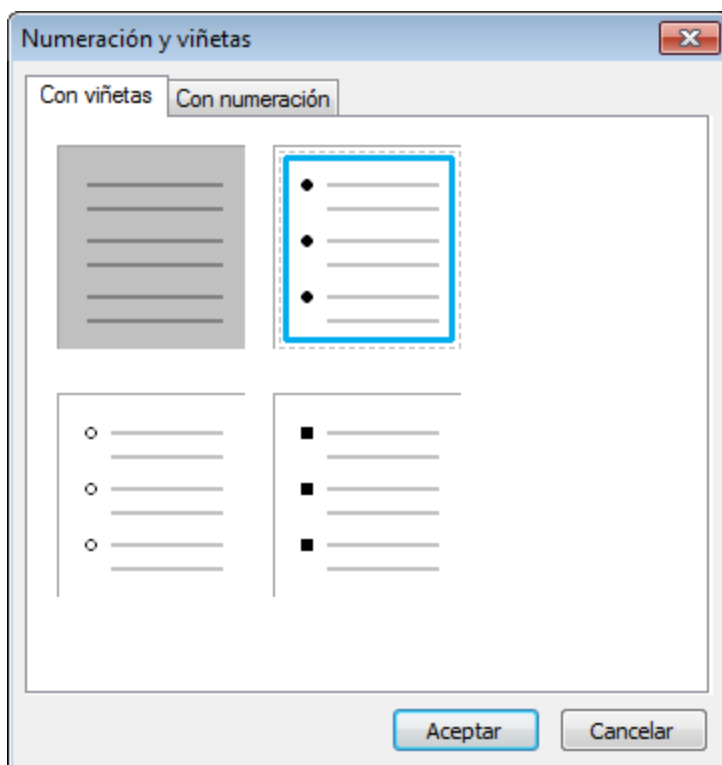 Numeración y viñetas
Con viñetas
Con numeración
Aceptar
Cancelar